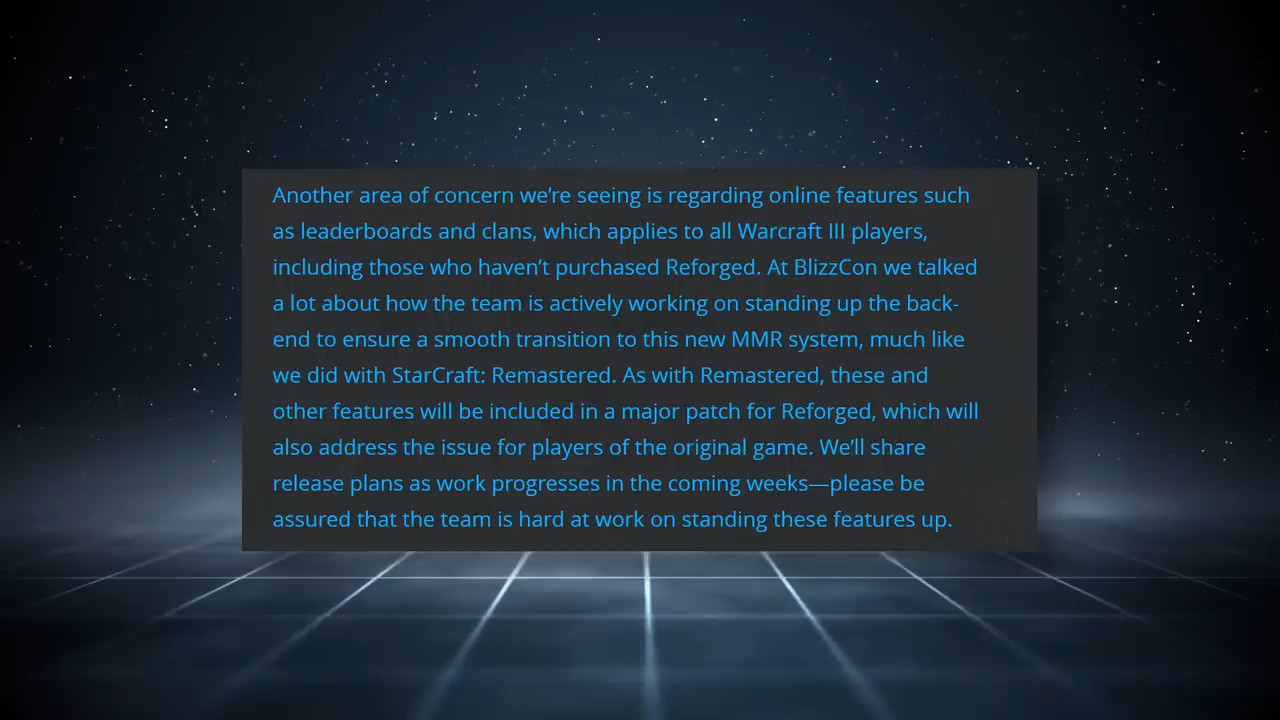 Another area of concern we’re seeing is regarding online features such
as leaderboards and clans, which applies to all Warcraft III players,
including those who haven’t purchased Reforged. At BlizzCon we talked
a lot about how the team is actively working on standing up the back-
end to ensure a smooth transition to this new MMR system, much like
we did with StarCraft: Remastered. As with Remastered, these and
other features will be included in a major patch for Reforged, which will
also address the issue for players of the original game. We’ll share
release plans as work progresses in the coming weeks—please be
assured that the team is hard at work on standing these features up.